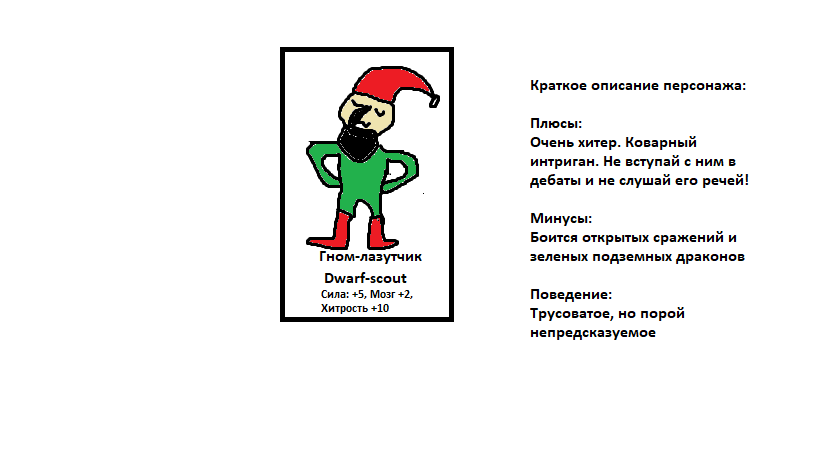 Гном-лазутчик
Dwarf-scout
Сила: +5, Мозг +2,
Хитрость +10
Краткое описание персонажа:
Плюсы:
Очень хитер. Коварный
интриган. Не вступай с ним в
дебаты и не слушай его речей!
Минусы:
Боится открытых сражений и
зеленых подземных драконов
Поведение:
Трусоватое, но порой
непредсказуемое